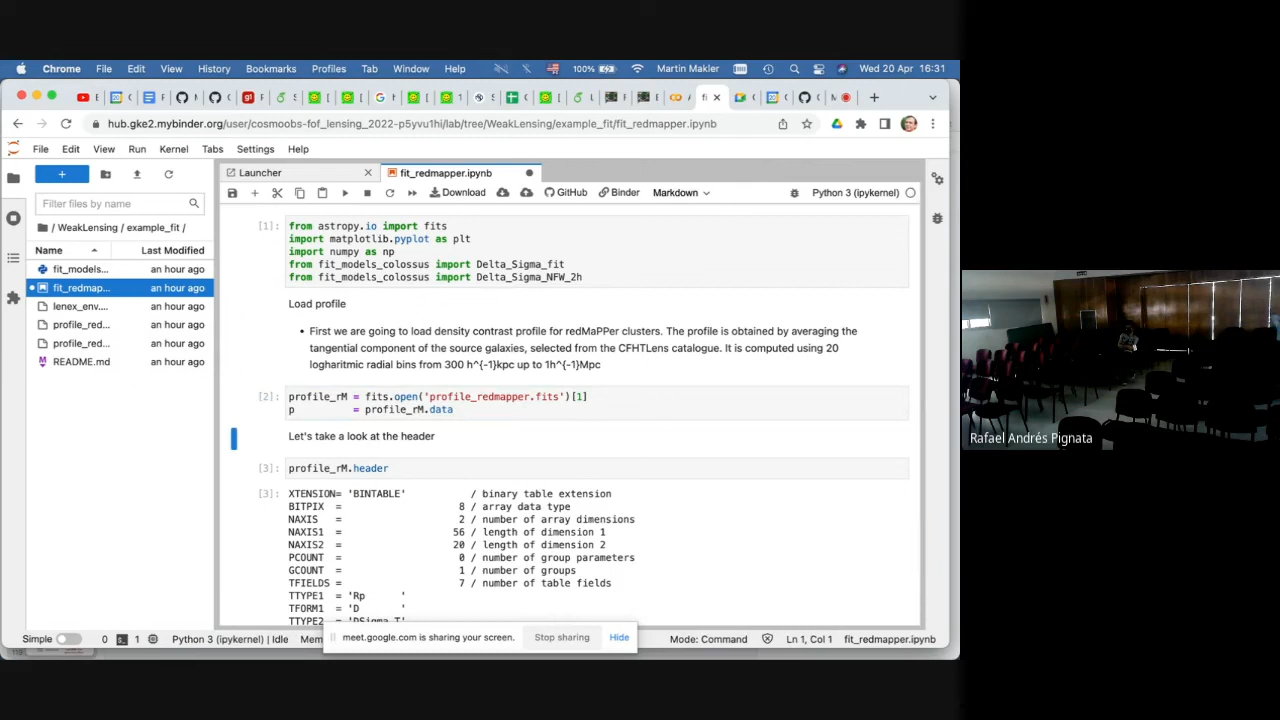 Chrome File Edit View History Bookmarks Profiles Tab Window Help 100% Martin Makler Wed 20 Apr 16:31
hub.gke2.mybinder.org/user/cosmoobs-fof_lensing_2022-p5yvu1hi/lab/tree/WeakLensing/example_fit/fit_redmapper.ipynb
File Edit View Run Kernel Tabs Settings Help
Launcher fit_redmapper.ipynb
Download GitHub Binder Markdown Python 3 (ipykernel)
Filter files by name
/ WeakLensing / example_fit /
Name Last Modified
fit_models... an hour ago
fit_redmap... an hour ago
lenex_env.... an hour ago
profile_red... an hour ago
profile_red... an hour ago
README.md an hour ago
[1]: from astropy.io import fits
import matplotlib.pyplot as plt
import numpy as np
from fit_models_colossus import Delta_Sigma_fit
from fit_models_colossus import Delta_Sigma_NFW_2h
Load profile
• First we are going to load density contrast profile for redMaPPer clusters. The profile is obtained by averaging the
tangential component of the source galaxies, selected from the CFHTLens catalogue. It is computed using 20
logharitmic radial bins from 300 h^{-1}kpc up to 1h^{-1}Mpc
[2]: profile_rM = fits.open('profile_redmapper.fits')[1]
p = profile_rM.data
Let's take a look at the header
[3]: profile_rM.header
[3]: XTENSION= 'BINTABLE' / binary table extension
BITPIX = 8 / array data type
NAXIS = 2 / number of array dimensions
NAXIS1 = 56 / length of dimension 1
NAXIS2 = 20 / length of dimension 2
PCOUNT = 0 / number of group parameters
GCOUNT = 1 / number of groups
TFIELDS = 7 / number of table fields
TTYPE1 = 'Rp '
TFORM1 = 'D '
TTYPE2 = 'DSigma_T'
meet.google.com is sharing your screen. Stop sharing Hide
Simple 0 1 Python 3 (ipykernel) | Idle Mem Mode: Command Ln 1, Col 1 fit_redmapper.ipynb
Rafael Andrés Pignata